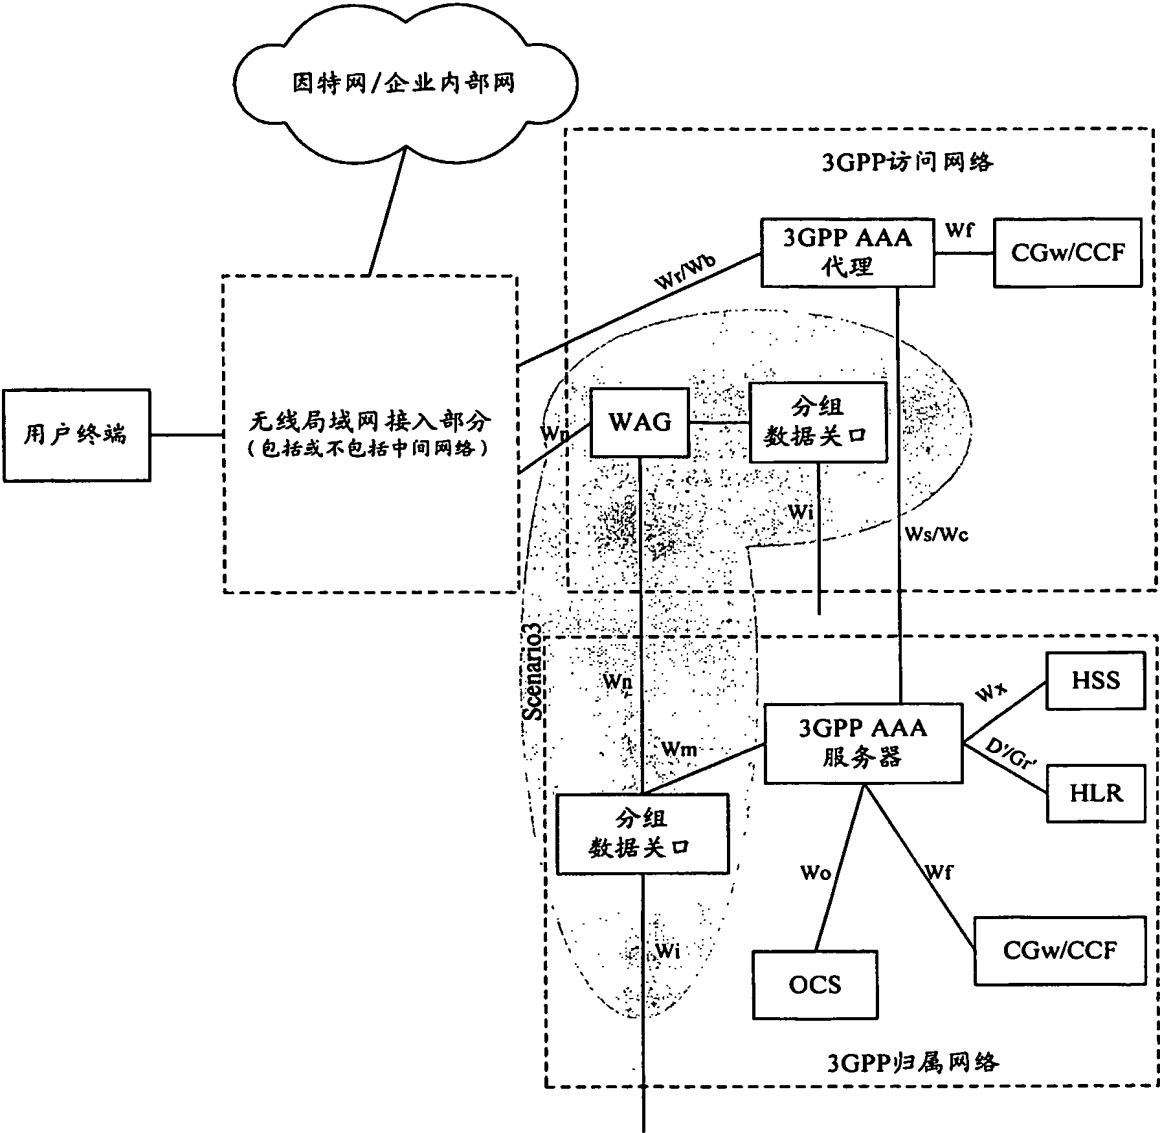 因特网/企业内部网
3GPP访问网络
3GPP AAA
代理
Wf
CGw/CCF
Wr/Wb
用户终端
无线局域网接入部分
(包括或不包括中间网络)
Wn
WAG
分组
数据关口
Wi
Ws/Wc
Scenario3
Wn
Wm
3GPP AAA
服务器
Wx
HSS
D'/Gr'
HLR
分组
数据关口
Wo
Wf
Wi
OCS
CGw/CCF
3GPP归属网络